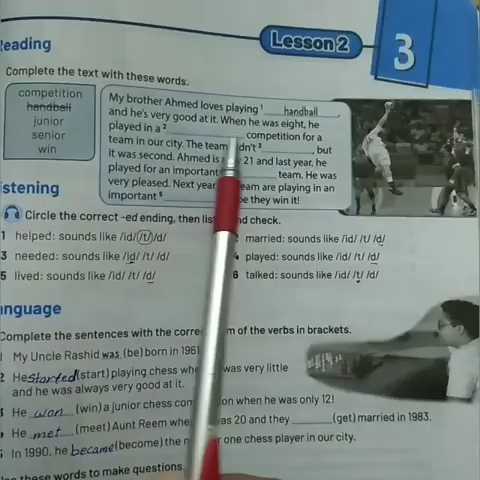 Reading
Lesson 2
3
Complete the text with these words.
competition
handball
junior
senior
win
My brother Ahmed loves playing 1 handball
and he's very good at it. When he was eight, he
played in a 2 competition for a
team in our city. The team didn't 3 , but
it was second. Ahmed is 21 and last year, he
played for an important team. He was
very pleased. Next year team are playing in an
important 5 they win it!
istening
Circle the correct -ed ending, then and check.
1 helped: sounds like /id/ /t/ /d/
2 married: sounds like /id/ /t/ /d/
3 needed: sounds like /id/ /t/ /d/
4 played: sounds like /id/ /t/ /d/
5 lived: sounds like /id/ /t/ /d/
6 talked: sounds like /id/ /t/ /d/
anguage
Complete the sentences with the corre m of the verbs in brackets.
My Uncle Rashid was (be) born in 1961
2 He started (start) playing chess whe was very little
and he was always very good at it.
He won (win) a junior chess com on when he was only 12!
He met (meet) Aunt Reem whe as 20 and they (get) married in 1983.
In 1990, he became (become) the n r one chess player in our city.
se these words to make questions.